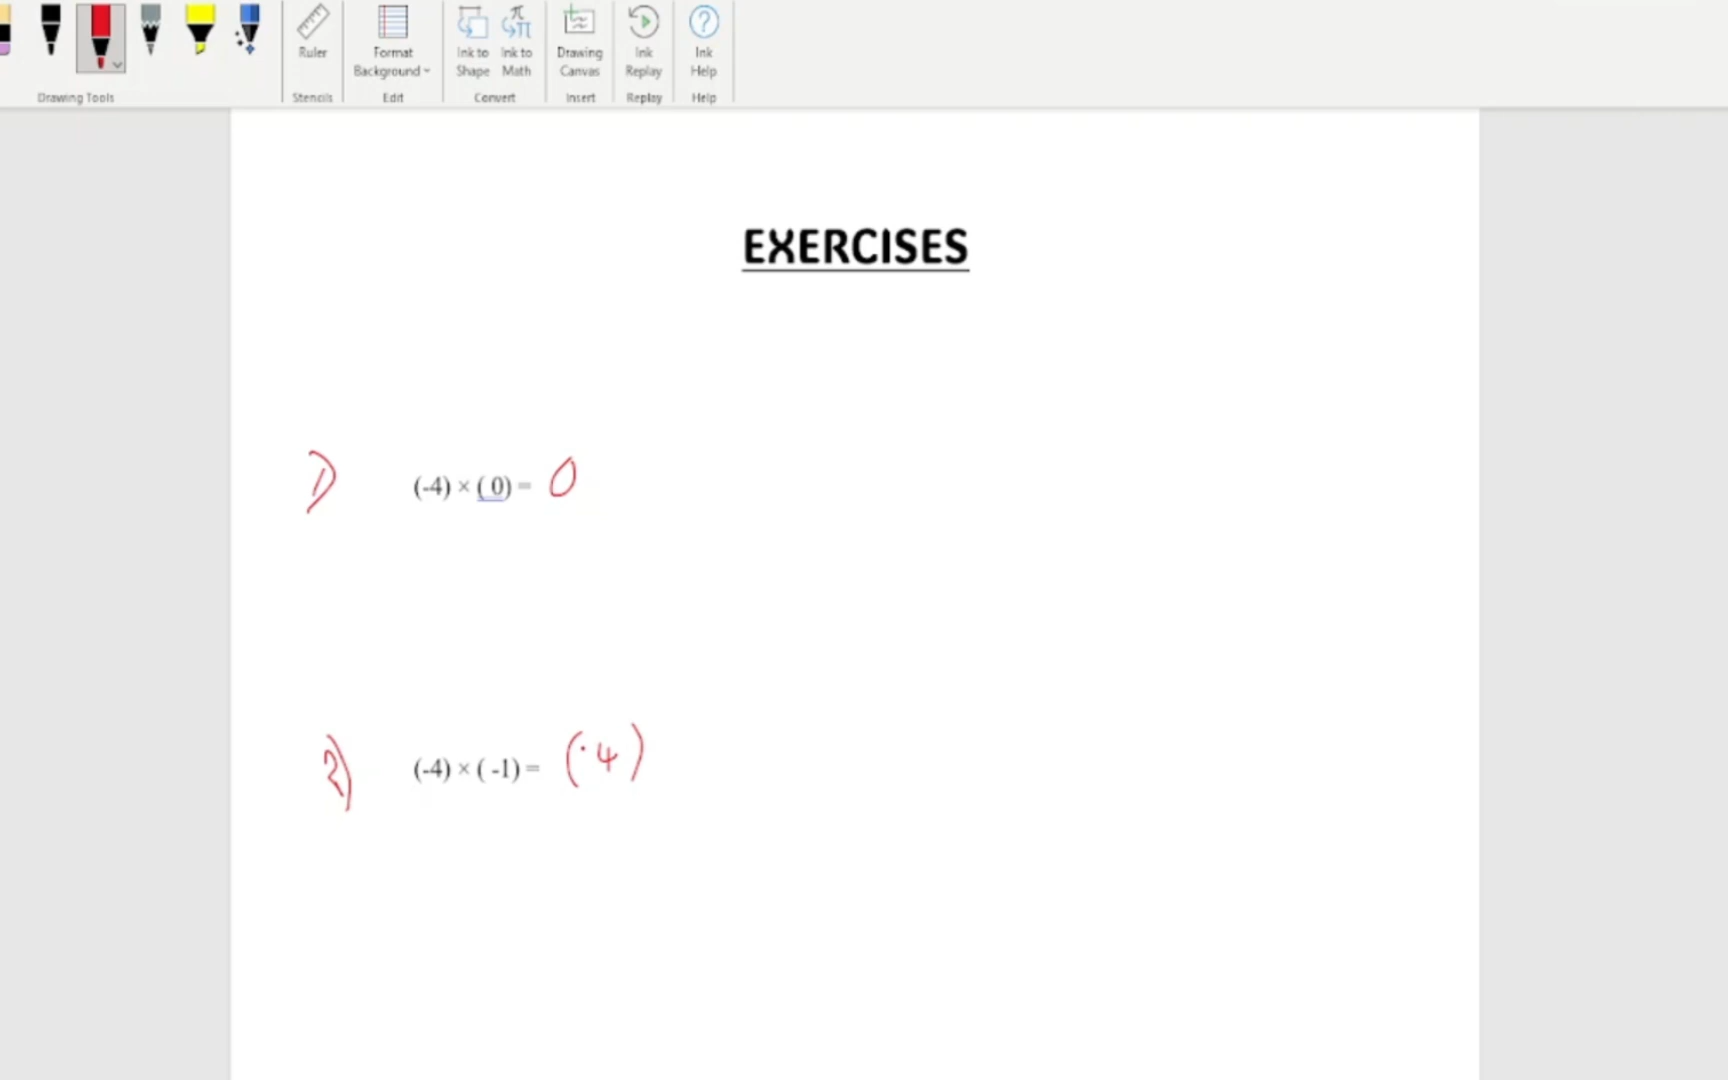 Ruler
Format
Background
Ink to
Shape
Ink to
Math
Drawing
Canvas
Ink
Replay
Ink
Help
Drawing Tools
Stencils
Edit
Convert
Insert
Replay
Help
EXERCISES
1) (-4) × ( 0) = 0
2) (-4) × ( -1) = (·4)